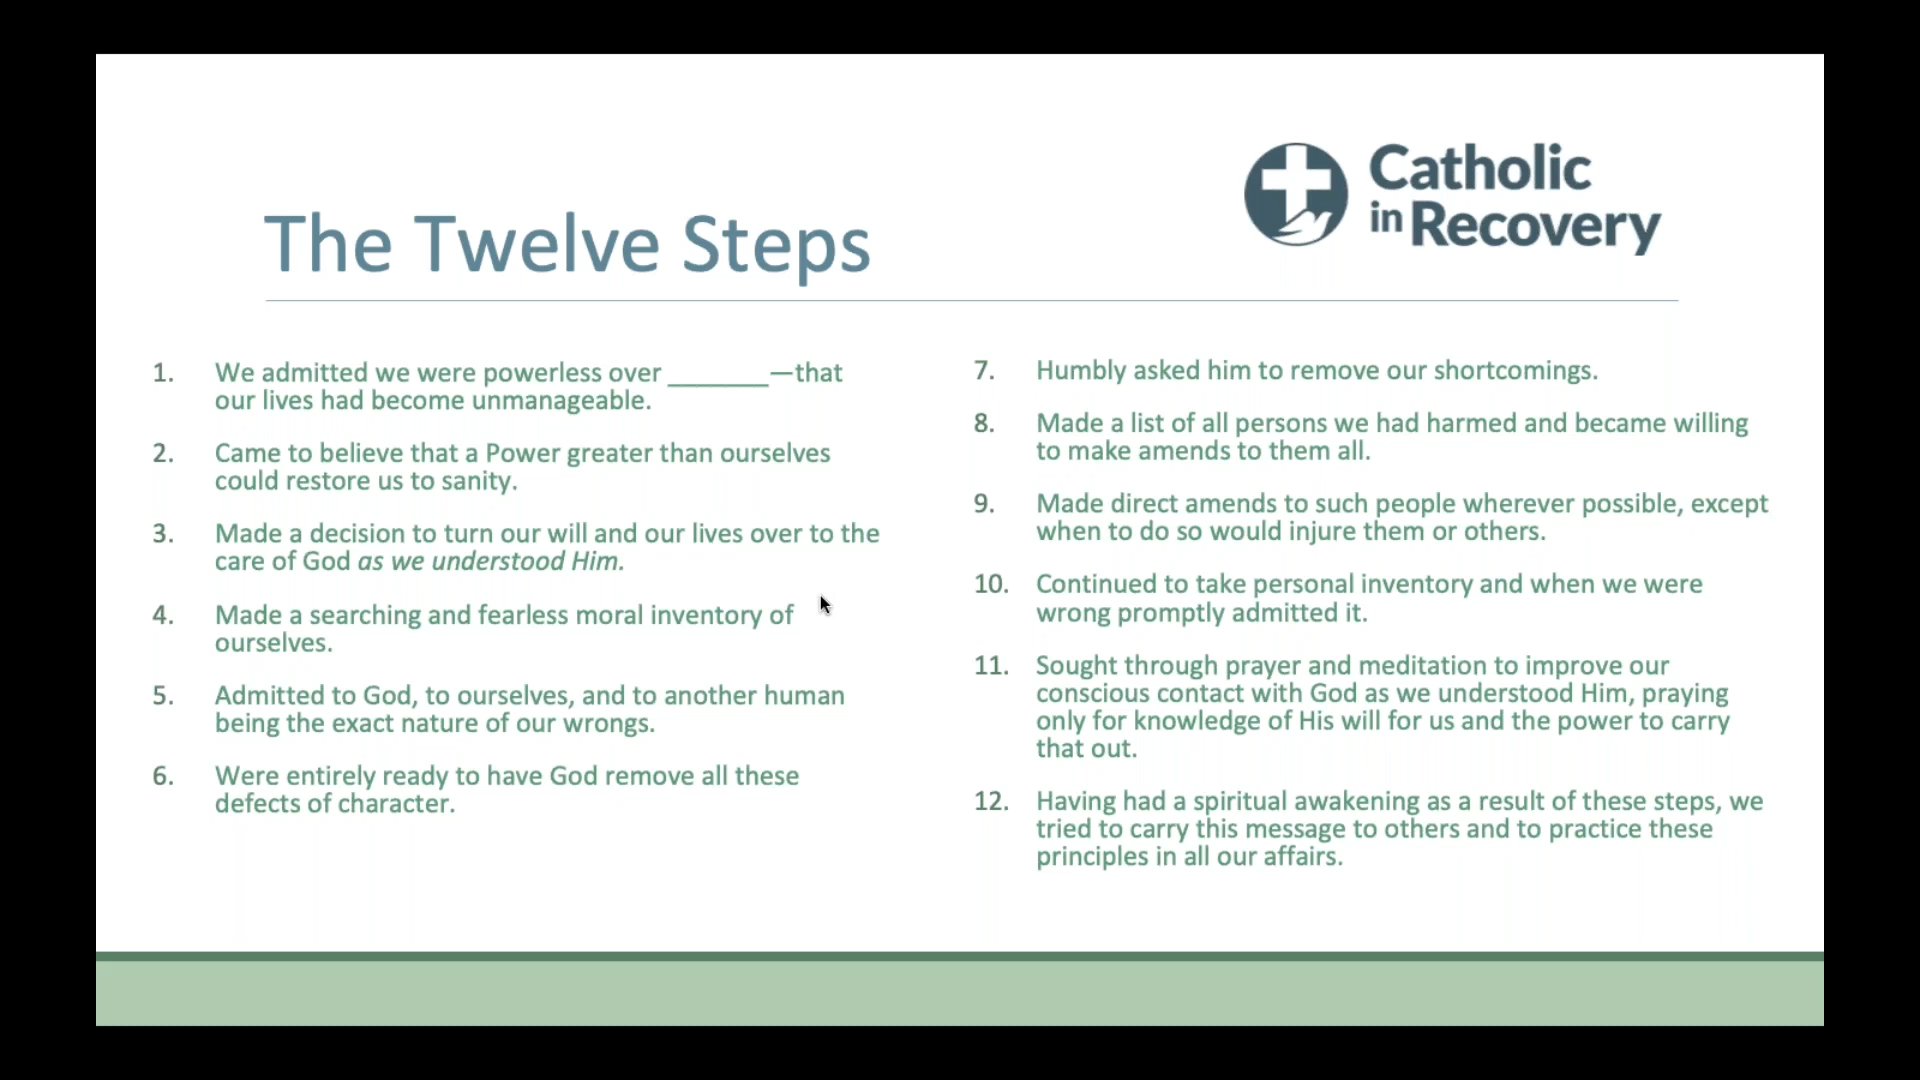 The Twelve Steps
Catholic
in Recovery
1. We admitted we were powerless over _______—that
our lives had become unmanageable.
2. Came to believe that a Power greater than ourselves
could restore us to sanity.
3. Made a decision to turn our will and our lives over to the
care of God as we understood Him.
4. Made a searching and fearless moral inventory of
ourselves.
5. Admitted to God, to ourselves, and to another human
being the exact nature of our wrongs.
6. Were entirely ready to have God remove all these
defects of character.
7. Humbly asked him to remove our shortcomings.
8. Made a list of all persons we had harmed and became willing
to make amends to them all.
9. Made direct amends to such people wherever possible, except
when to do so would injure them or others.
10. Continued to take personal inventory and when we were
wrong promptly admitted it.
11. Sought through prayer and meditation to improve our
conscious contact with God as we understood Him, praying
only for knowledge of His will for us and the power to carry
that out.
12. Having had a spiritual awakening as a result of these steps, we
tried to carry this message to others and to practice these
principles in all our affairs.